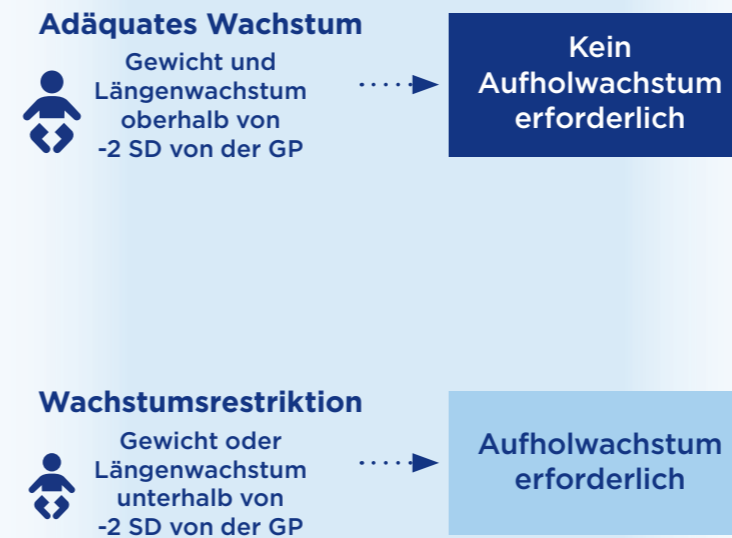 Adäquates Wachstum
Gewicht und
Längenwachstum
oberhalb von
-2 SD von der GP
Kein
Aufholwachstum
erforderlich
Wachstumsrestriktion
Gewicht oder
Längenwachstum
unterhalb von
-2 SD von der GP
Aufholwachstum
erforderlich